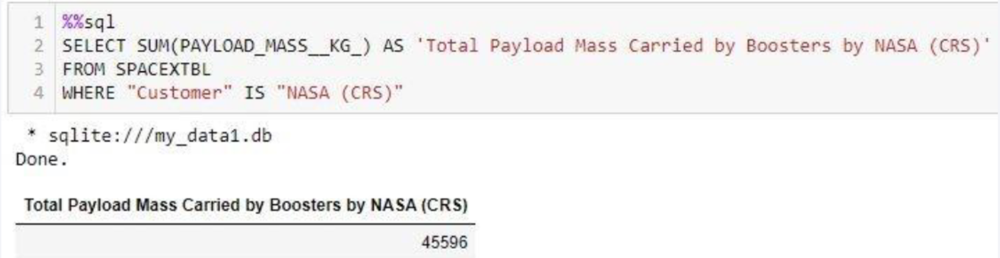 1 %%sql
2 SELECT SUM(PAYLOAD_MASS__KG_) AS 'Total Payload Mass Carried by Boosters by NASA (CRS)'
3 FROM SPACEXTBL
4 WHERE "Customer" IS "NASA (CRS)"
* sqlite:///my_data1.db
Done.
Total Payload Mass Carried by Boosters by NASA (CRS)
45596